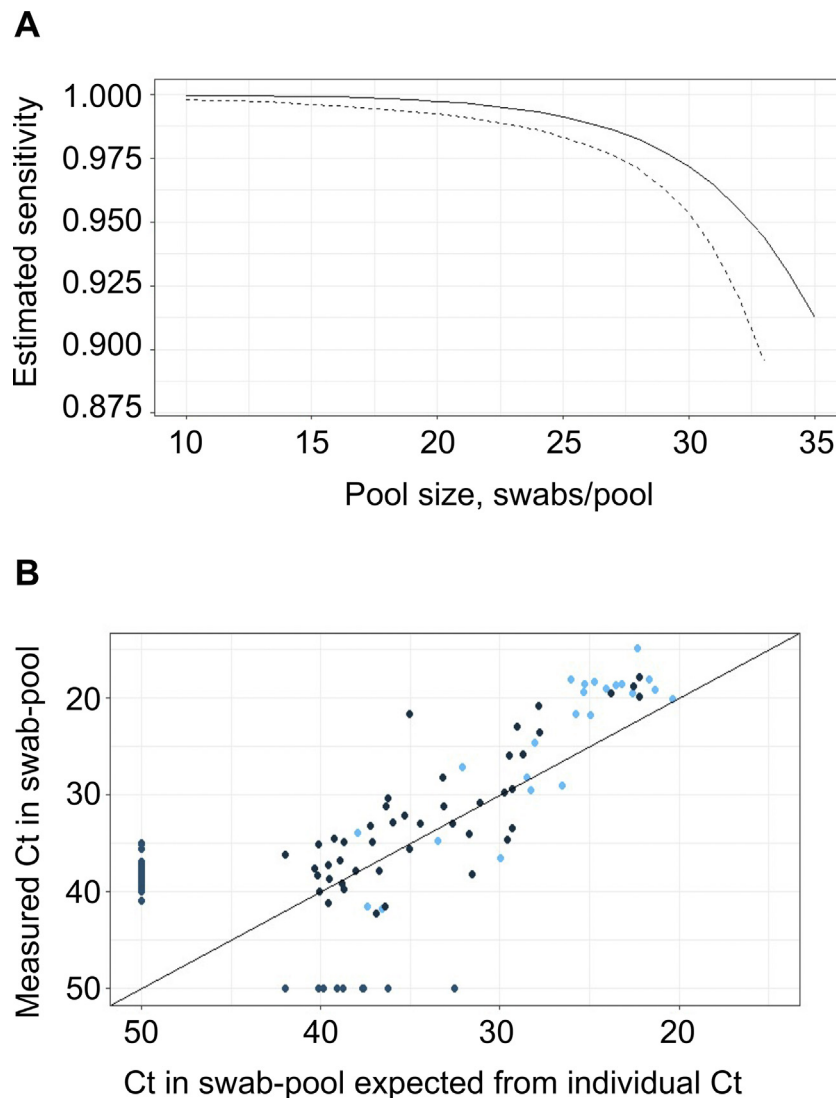 A
Estimated sensitivity
1.000
0.975
0.950
0.925
0.900
0.875
10 15 20 25 30 35
Pool size, swabs/pool
B
Measured Ct in swab-pool
20
30
40
50
50 40 30 20
Ct in swab-pool expected from individual Ct